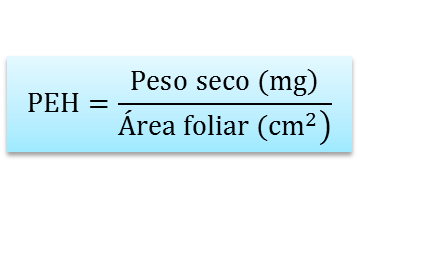 PEH = Peso seco (mg)
Área foliar (cm²)